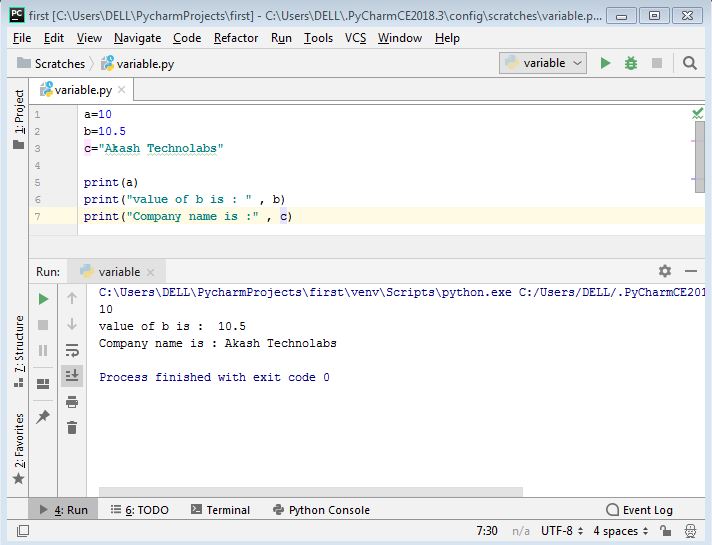 first [C:\Users\DELL\PycharmProjects\first] - C:\Users\DELL\.PyCharmCE2018.3\config\scratches\variable.p...
File Edit View Navigate Code Refactor Run Tools VCS Window Help
Scratches variable.py variable
variable.py
1: Project
1 a=10
2 b=10.5
3 c="Akash Technolabs"
4
5 print(a)
6 print("value of b is : " , b)
7 print("Company name is :" , c)
Run: variable
C:\Users\DELL\PycharmProjects\first\venv\Scripts\python.exe C:/Users/DELL/.PyCharmCE201
10
value of b is :  10.5
Company name is : Akash Technolabs
Process finished with exit code 0
7: Structure
2: Favorites
4: Run 6: TODO Terminal Python Console Event Log
7:30 n/a UTF-8 4 spaces